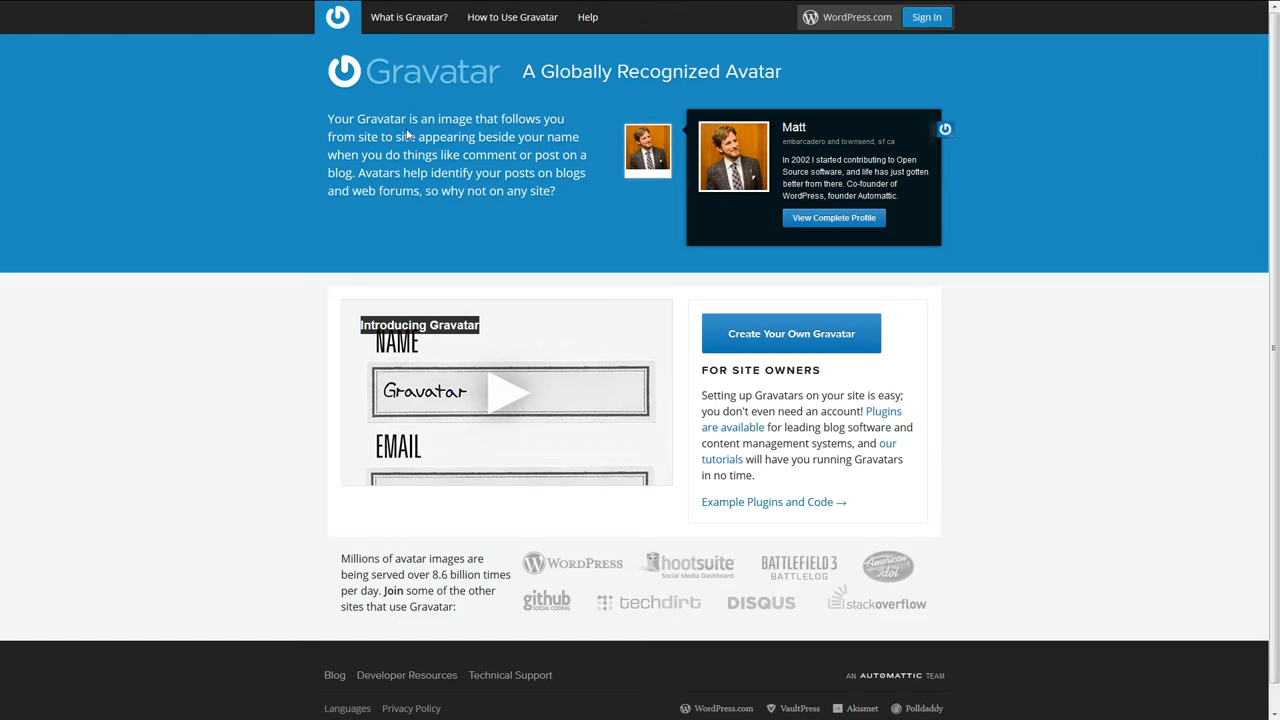 What is Gravatar? How to Use Gravatar Help WordPress.com Sign In
Gravatar A Globally Recognized Avatar
Your Gravatar is an image that follows you
from site to site appearing beside your name
when you do things like comment or post on a
blog. Avatars help identify your posts on blogs
and web forums, so why not on any site?
Matt
embarcadero and townsend, sf ca
In 2002 I started contributing to Open
Source software, and life has just gotten
better from there. Co-founder of
WordPress, founder Automattic.
View Complete Profile
Introducing Gravatar
NAME
Gravatar
EMAIL
Create Your Own Gravatar
FOR SITE OWNERS
Setting up Gravatars on your site is easy;
you don't even need an account! Plugins
are available for leading blog software and
content management systems, and our
tutorials will have you running Gravatars
in no time.
Example Plugins and Code →
Millions of avatar images are
being served over 8.6 billion times
per day. Join some of the other
sites that use Gravatar:
WORDPRESS
hootsuite
Social Media Dashboard
BATTLEFIELD 3
BATTLELOG
American Idol
github
SOCIAL CODING
techdirt
DISQUS
stackoverflow
Blog Developer Resources Technical Support
AN AUTOMATTIC TEAM
Languages Privacy Policy
WordPress.com VaultPress Akismet Polldaddy